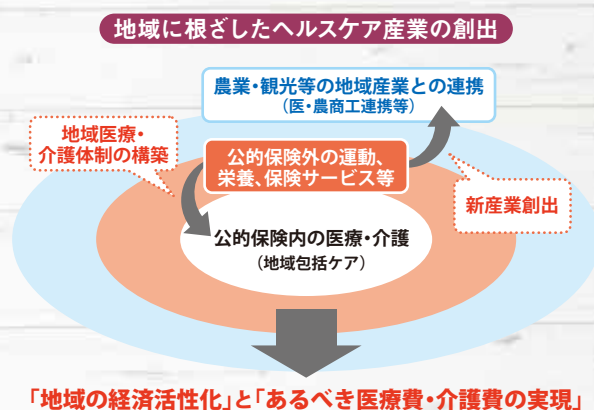 地域に根ざしたヘルスケア産業の創出
農業・観光等の地域産業との連携
（医・農商工連携等）
地域医療・
介護体制の構築
公的保険外の運動、
栄養、保険サービス等
新産業創出
公的保険内の医療・介護
（地域包括ケア）
「地域の経済活性化」と「あるべき医療費・介護費の実現」